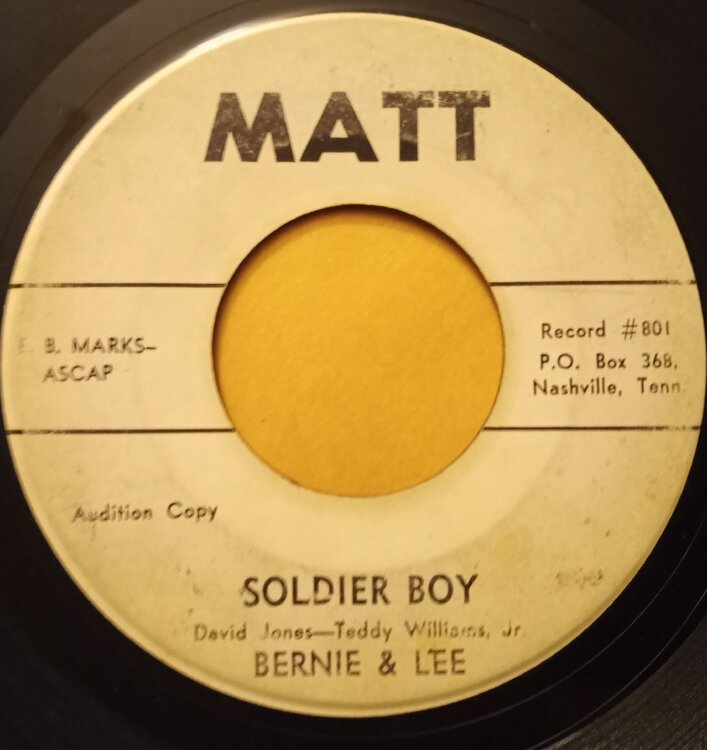 MATT
B. MARKS-
ASCAP
Record #801
P.O. Box 368,
Nashville, Tenn.
Audition Copy
SOLDIER BOY
David Jones—Teddy Williams, Jr.
BERNIE & LEE